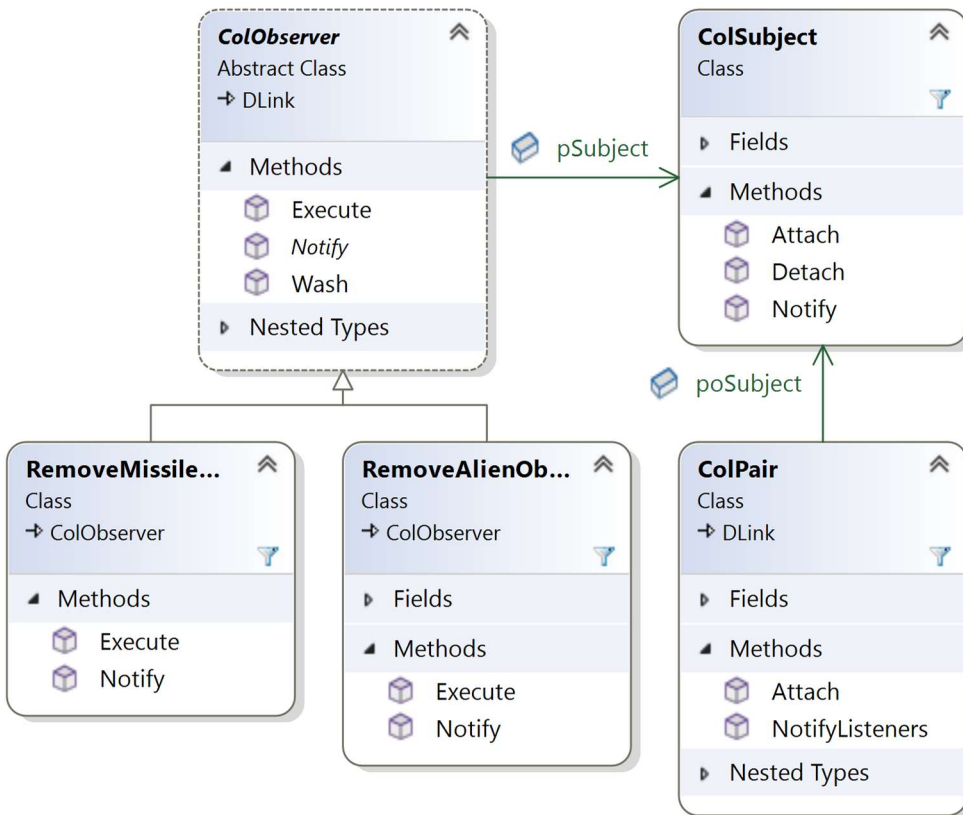 ColObserver
Abstract Class
DLink
Methods
Execute
Notify
Wash
Nested Types
pSubject
ColSubject
Class
Fields
Methods
Attach
Detach
Notify
poSubject
RemoveMissile...
Class
ColObserver
Methods
Execute
Notify
RemoveAlienOb...
Class
ColObserver
Fields
Methods
Execute
Notify
ColPair
Class
DLink
Fields
Methods
Attach
NotifyListeners
Nested Types